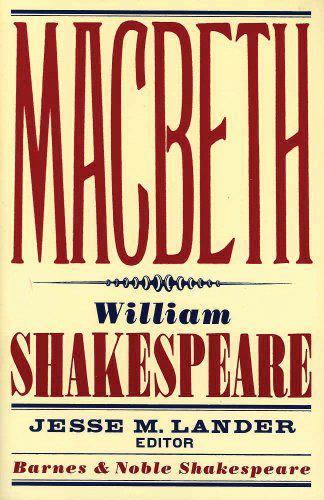 MACBETH
William
SHAKESPEARE
JESSE M. LANDER
EDITOR
Barnes & Noble Shakespeare